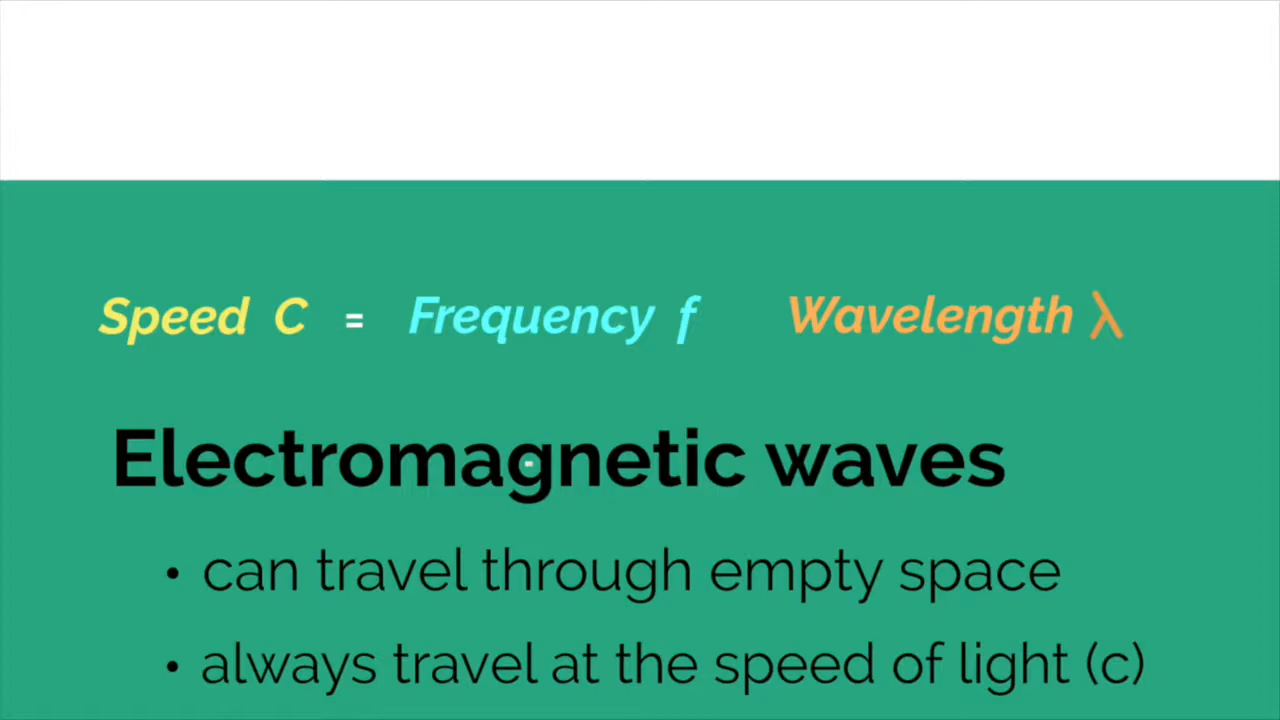 Speed C = Frequency f Wavelength λ
Electromagnetic waves
• can travel through empty space
• always travel at the speed of light (c)